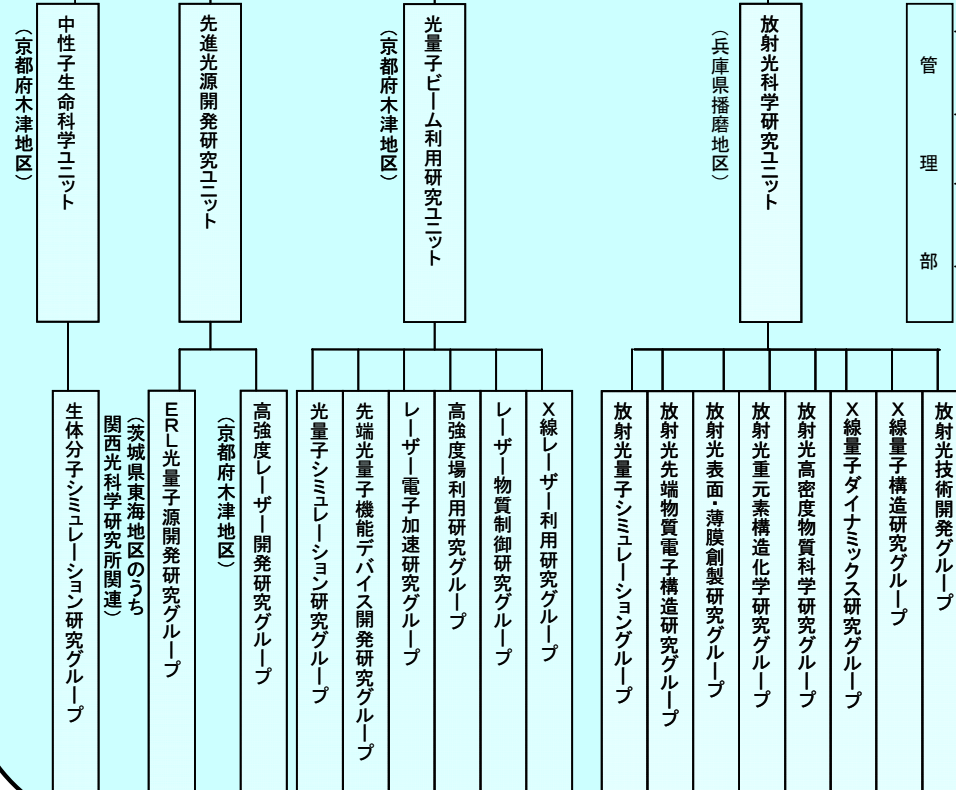 管理部
放射光科学研究ユニット
（兵庫県播磨地区）
光量子ビーム利用研究ユニット
（京都府木津地区）
先進光源開発研究ユニット
中性子生命科学ユニット
（京都府木津地区）
放射光技術開発グループ
Ｘ線量子構造研究グループ
Ｘ線量子ダイナミックス研究グループ
放射光高密度物質科学研究グループ
放射光重元素構造化学研究グループ
放射光表面・薄膜創製研究グループ
放射光先端物質電子構造研究グループ
放射光量子シミュレーショングループ
Ｘ線レーザー利用研究グループ
レーザー物質制御研究グループ
高強度場利用研究グループ
レーザー電子加速研究グループ
先端光量子機能デバイス開発研究グループ
光量子シミュレーション研究グループ
高強度レーザー開発研究グループ
（京都府木津地区）
ＥＲＬ光量子源開発研究グループ
（茨城県東海地区のうち
関西光科学研究所関連）
生体分子シミュレーション研究グループ